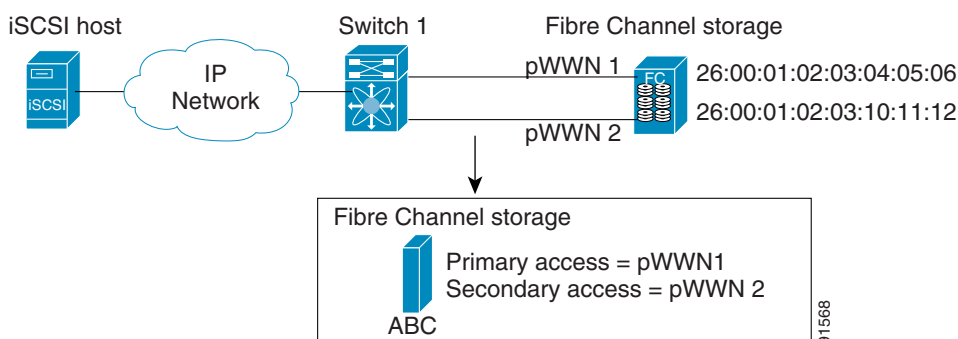 iSCSI host
Switch 1
Fibre Channel storage
IP
Network
iSCSI
pWWN 1
FC
26:00:01:02:03:04:05:06
26:00:01:02:03:10:11:12
pWWN 2
Fibre Channel storage
Primary access = pWWN1
Secondary access = pWWN 2
ABC